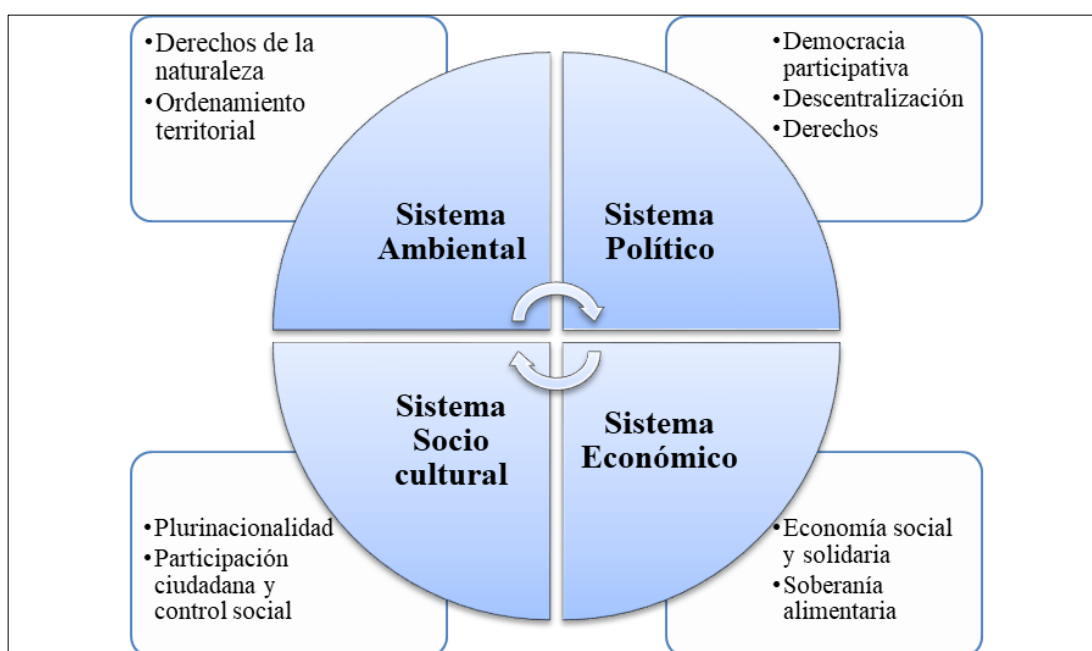 •Derechos de la
naturaleza
•Ordenamiento
territorial
•Democracia
participativa
•Descentralización
•Derechos
Sistema
Ambiental
Sistema
Político
Sistema
Socio
cultural
Sistema
Económico
•Plurinacionalidad
•Participación
ciudadana y
control social
•Economía social
y solidaria
•Soberanía
alimentaria